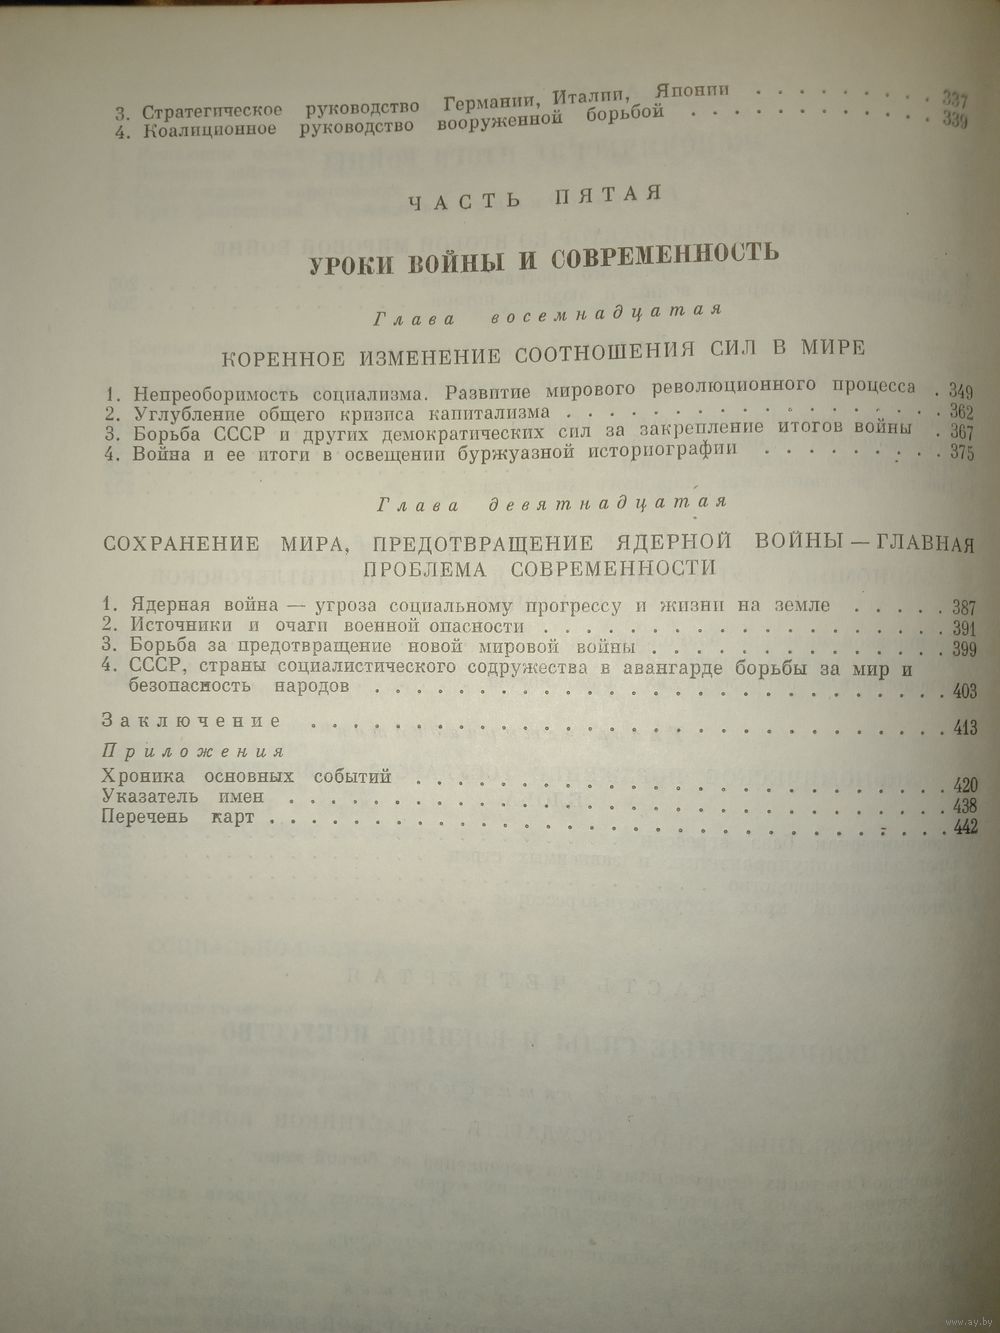 3. Стратегическое руководство Германии, Италии, Японии . . . . . . . . . 337
4. Коалиционное руководство вооруженной борьбой . . . . . . . . . . . . 339
ЧАСТЬ ПЯТАЯ
УРОКИ ВОЙНЫ И СОВРЕМЕННОСТЬ
Глава восемнадцатая
КОРЕННОЕ ИЗМЕНЕНИЕ СООТНОШЕНИЯ СИЛ В МИРЕ
1. Непреоборимость социализма. Развитие мирового революционного процесса . 349
2. Углубление общего кризиса капитализма . . . . . . . . . . . . . . . . . . 362
3. Борьба СССР и других демократических сил за закрепление итогов войны . 367
4. Война и ее итоги в освещении буржуазной историографии . . . . . . . . . 375
Глава девятнадцатая
СОХРАНЕНИЕ МИРА, ПРЕДОТВРАЩЕНИЕ ЯДЕРНОЙ ВОЙНЫ — ГЛАВНАЯ
ПРОБЛЕМА СОВРЕМЕННОСТИ
1. Ядерная война — угроза социальному прогрессу и жизни на земле . . . . . 387
2. Источники и очаги военной опасности . . . . . . . . . . . . . . . . . . . 391
3. Борьба за предотвращение новой мировой войны . . . . . . . . . . . . . . 399
4. СССР, страны социалистического содружества в авангарде борьбы за мир и
безопасность народов . . . . . . . . . . . . . . . . . . . . . . . . . . . 403
Заключение . . . . . . . . . . . . . . . . . . . . . . . . . . . . . . 413
Приложения
Хроника основных событий . . . . . . . . . . . . . . . . . . . . . . . . . 420
Указатель имен . . . . . . . . . . . . . . . . . . . . . . . . . . . . . . . 438
Перечень карт . . . . . . . . . . . . . . . . . . . . . . . . . . . . . . . . 442
www.ay.by